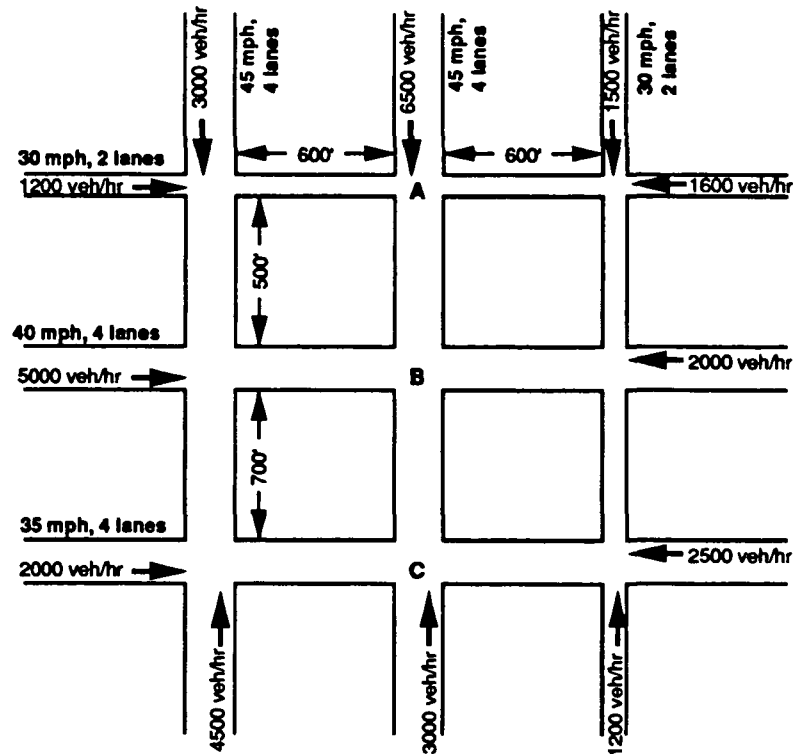 3000 veh/hr
45 mph,
4 lanes
6500 veh/hr
45 mph,
4 lanes
1500 veh/hr
30 mph,
2 lanes
600'
600'
30 mph, 2 lanes
1200 veh/hr
A
1600 veh/hr
500'
40 mph, 4 lanes
5000 veh/hr
B
2000 veh/hr
700'
35 mph, 4 lanes
2000 veh/hr
C
2500 veh/hr
4500 veh/hr
3000 veh/hr
1200 veh/hr